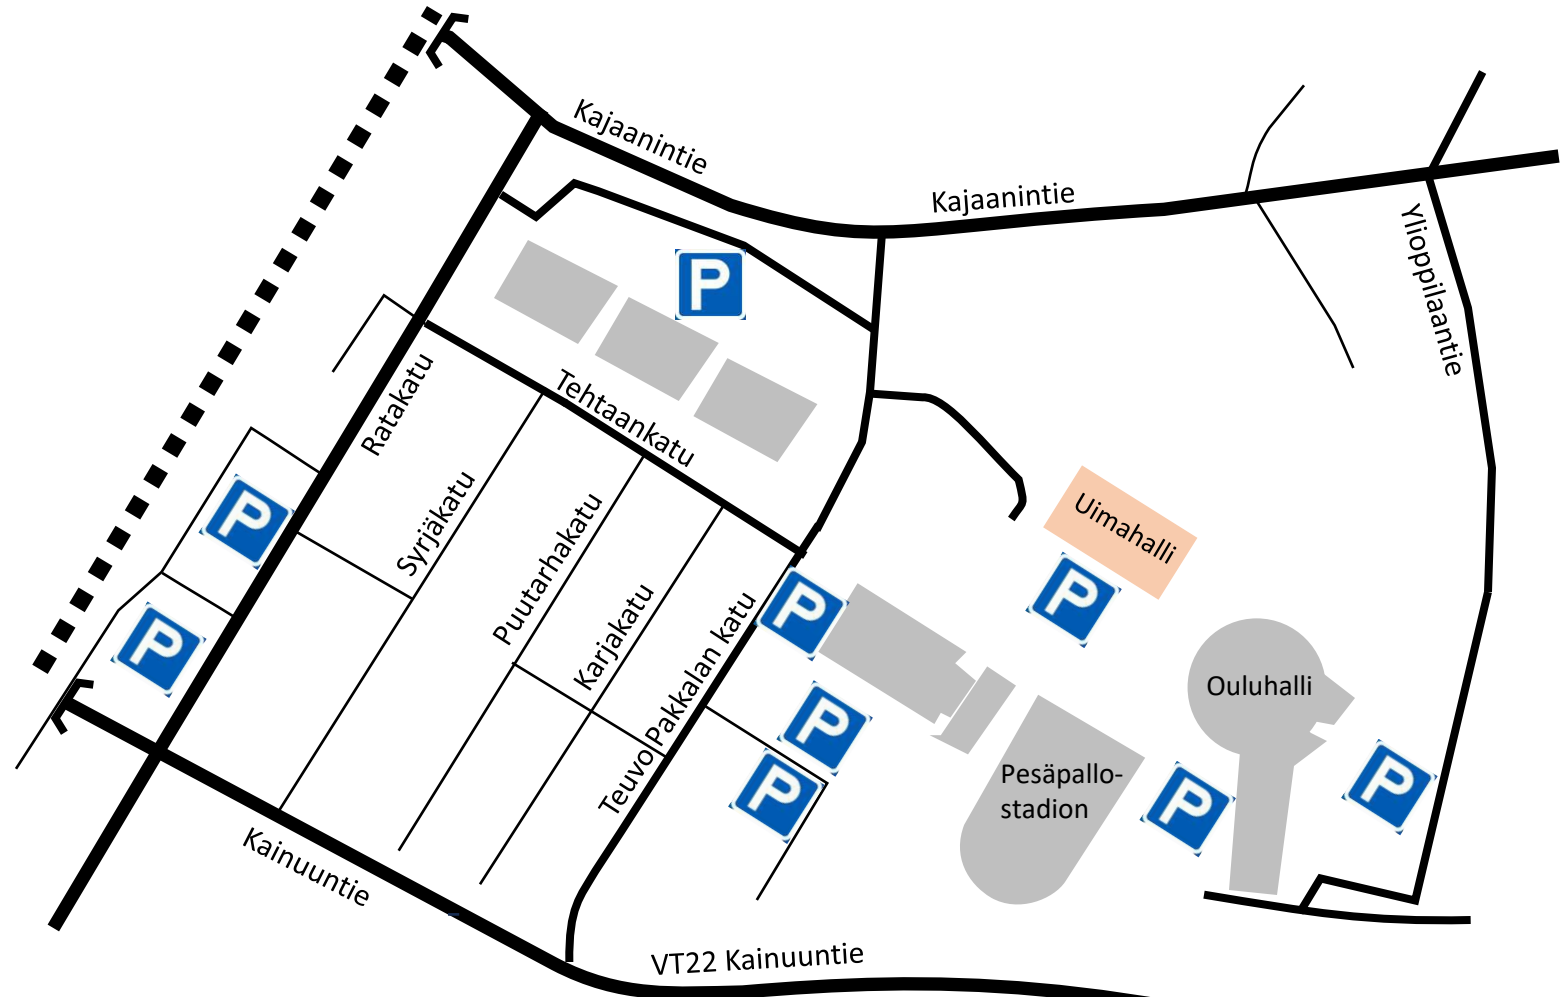 Kajaanintie
Kajaanintie
Ylioppilaantie
P
Ratakatu
Tehtaankatu
Syrjäkatu
Puutarhakatu
Karjakatu
Teuvo Pakkalan katu
Uimahalli
P
P
P
P
Ouluhalli
P
P
Pesäpallo-
stadion
P
P
P
Kainuuntie
VT22 Kainuuntie